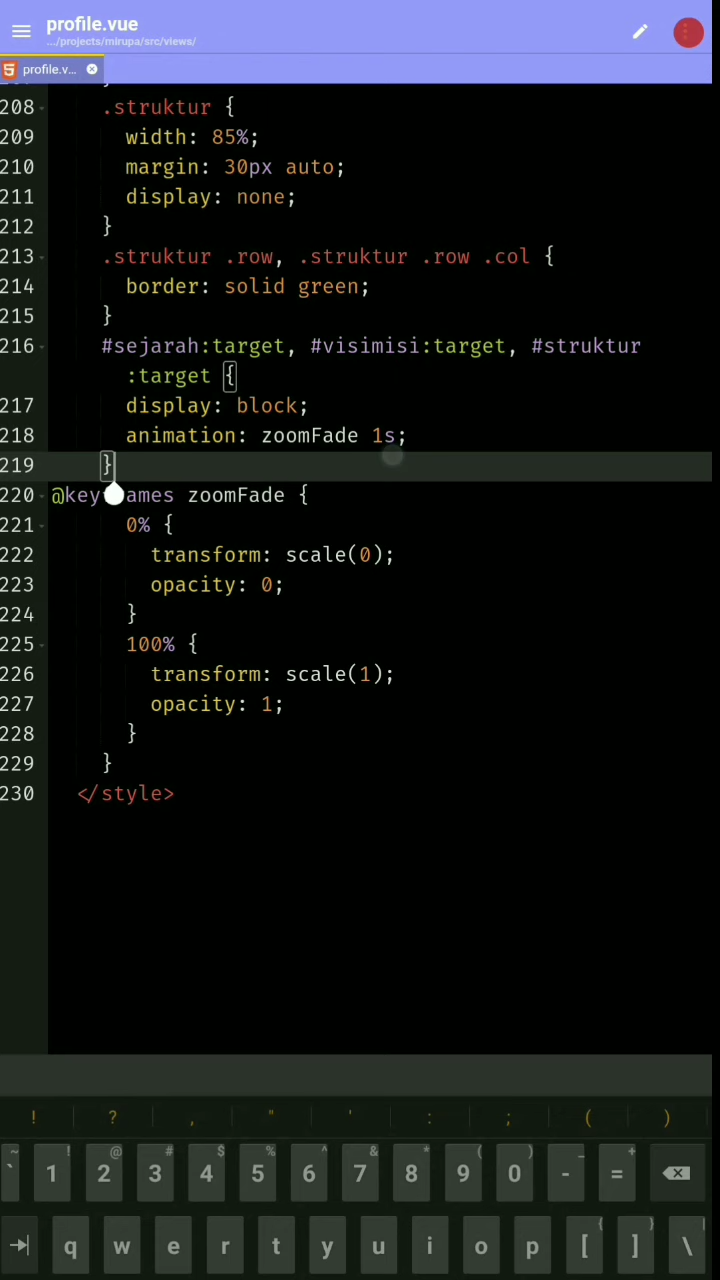 profile.vue
.../projects/mirupa/src/views/
profile.v...
208 .struktur {
209 width: 85%;
210 margin: 30px auto;
211 display: none;
212 }
213 .struktur .row, .struktur .row .col {
214 border: solid green;
215 }
216 #sejarah:target, #visimisi:target, #struktur
:target {
217 display: block;
218 animation: zoomFade 1s;
219 }
220 zoomFade {
221 0% {
222 transform: scale(0);
223 opacity: 0;
224 }
225 100% {
226 transform: scale(1);
227 opacity: 1;
228 }
229 }
230 </style>
! ? , " ' : ; ( )
~ ! @ # $ % ^ & * ( ) _ +
` 1 2 3 4 5 6 7 8 9 0 - =
{ } |
q w e r t y u i o p [ ] \